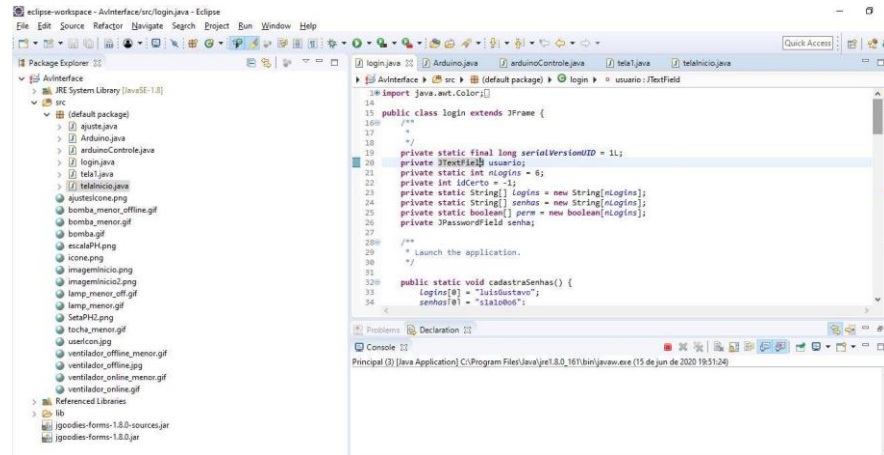 eclipse-workspace - AvInterface/src/login.java - Eclipse
File Edit Source Refactor Navigate Search Project Run Window Help
Quick Access
Package Explorer
AvInterface
JRE System Library [JavaSE-1.8]
src
(default package)
ajuste.java
Arduino.java
arduinoControle.java
login.java
tela1.java
telaInicio.java
ajustesIcone.png
bomba_menor_offline.gif
bomba_menor.gif
bomba.gif
escalaPH.png
icone.png
imagemInicio.png
imagemInicio2.png
lamp_menor_off.gif
lamp_menor.gif
SetaPH2.png
tocha_menor.gif
userIcon.jpg
ventilador_offline_menor.gif
ventilador_offline.jpg
ventilador_online_menor.gif
ventilador_online.gif
Referenced Libraries
lib
jgoodies-forms-1.8.0-sources.jar
jgoodies-forms-1.8.0.jar
login.java Arduino.java arduinoControle.java tela1.java telaInicio.java
AvInterface src (default package) login usuario : JTextField
1 import java.awt.Color;
14
15 public class login extends JFrame {
16 /**
17 *
18 */
19 private static final long serialVersionUID = 1L;
20 private JTextField usuario;
21 private static int nLogins = 6;
22 private int idCerto = -1;
23 private static String[] Logins = new String[nLogins];
24 private static String[] senhas = new String[nLogins];
25 private static boolean[] perm = new boolean[nLogins];
26 private JPasswordField senha;
27
28 /**
29 * Launch the application.
30 */
31
32 public static void cadastraSenhas() {
33 Logins[0] = "luisGustavo";
34 senhas[0] = "s1a1o0o6";
Problems Declaration
Console
Principal (3) [Java Application] C:\Program Files\Java\jre1.8.0_161\bin\javaw.exe (15 de jun de 2020 19:51:24)